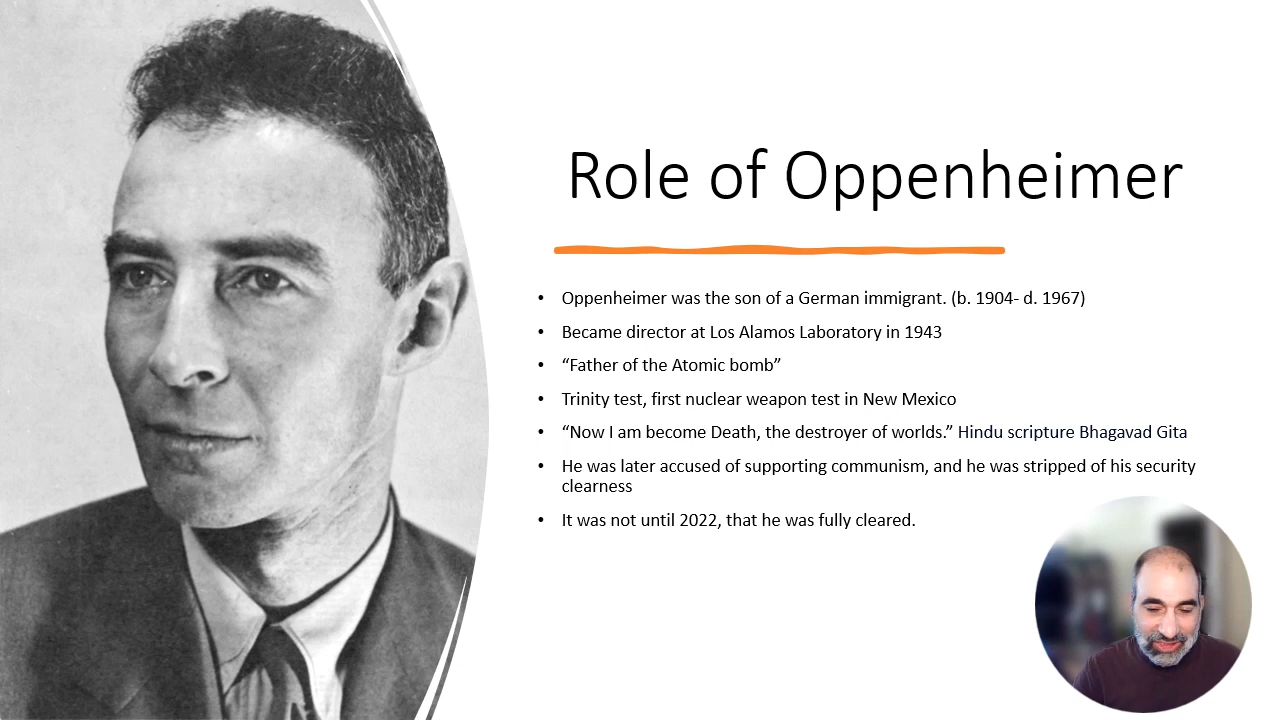 Role of Oppenheimer
• Oppenheimer was the son of a German immigrant. (b. 1904- d. 1967)
• Became director at Los Alamos Laboratory in 1943
• “Father of the Atomic bomb”
• Trinity test, first nuclear weapon test in New Mexico
• “Now I am become Death, the destroyer of worlds.” Hindu scripture Bhagavad Gita
• He was later accused of supporting communism, and he was stripped of his security
clearness
• It was not until 2022, that he was fully cleared.